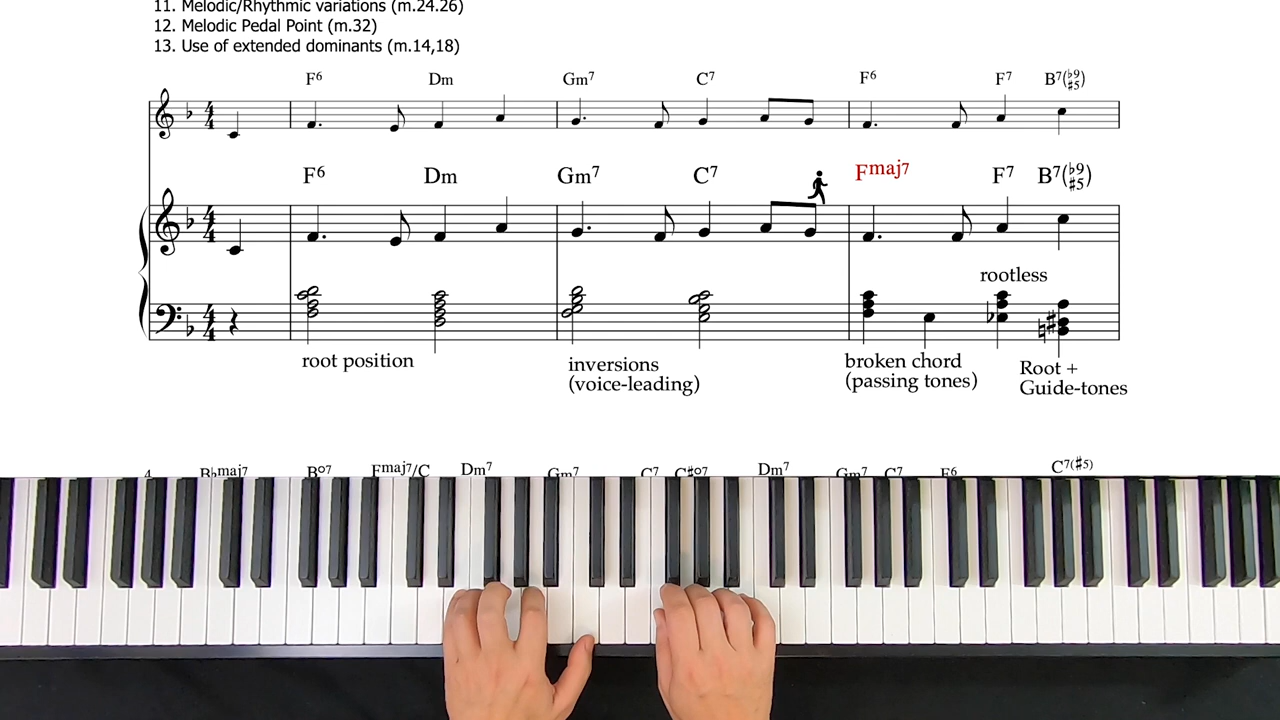 11. Melodic/Rhythmic variations (m.24.26)
12. Melodic Pedal Point (m.32)
13. Use of extended dominants (m.14,18)
F6 Dm Gm7 C7 F6 F7 B7(♭9 ♯5)
F6 Dm Gm7 C7 Fmaj7 F7 B7(♭9 ♯5)
rootless
root position
inversions
(voice-leading)
broken chord
(passing tones)
Root +
Guide-tones
4 B♭maj7 B°7 Fmaj7/C Dm7 Gm7 C7 C♯°7 Dm7 Gm7 C7 F6 C7(♯5)